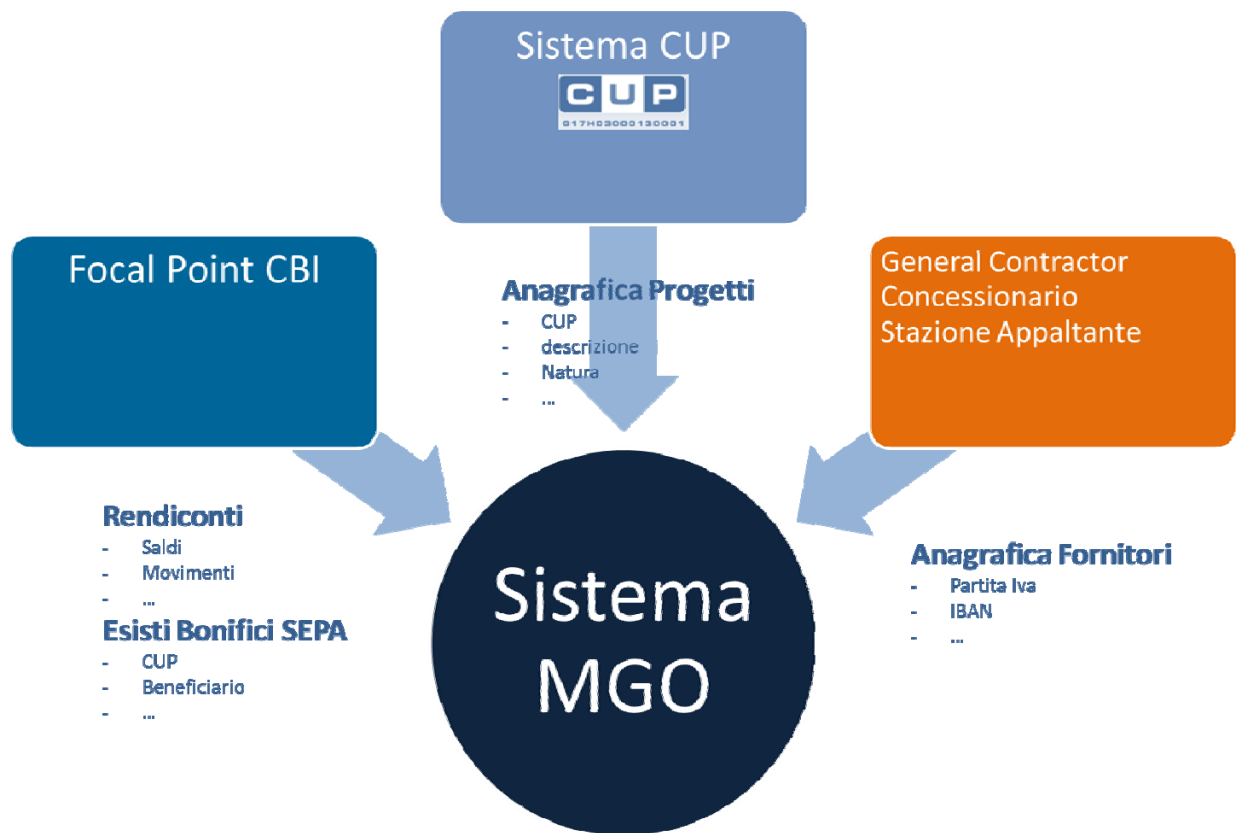 Sistema CUP
CUP
G17H03000130001
Focal Point CBI
General Contractor
Concessionario
Stazione Appaltante
Anagrafica Progetti
- CUP
- descrizione
- Natura
- ...
Rendiconti
- Saldi
- Movimenti
- ...
Esisti Bonifici SEPA
- CUP
- Beneficiario
- ...
Anagrafica Fornitori
- Partita Iva
- IBAN
- ...
Sistema
MGO